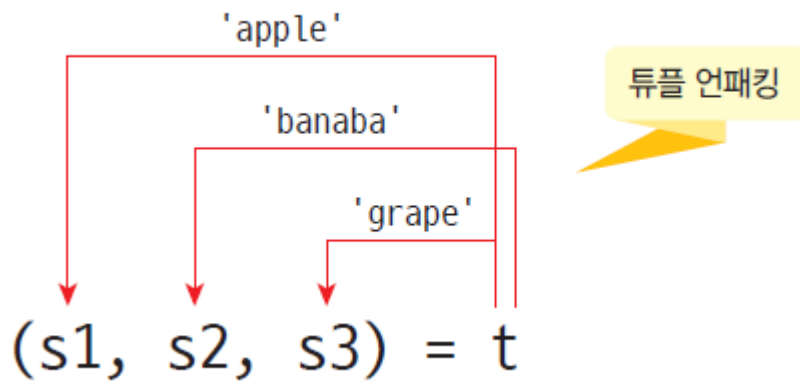 'apple'
튜플 언패킹
'banaba'
'grape'
(s1, s2, s3) = t